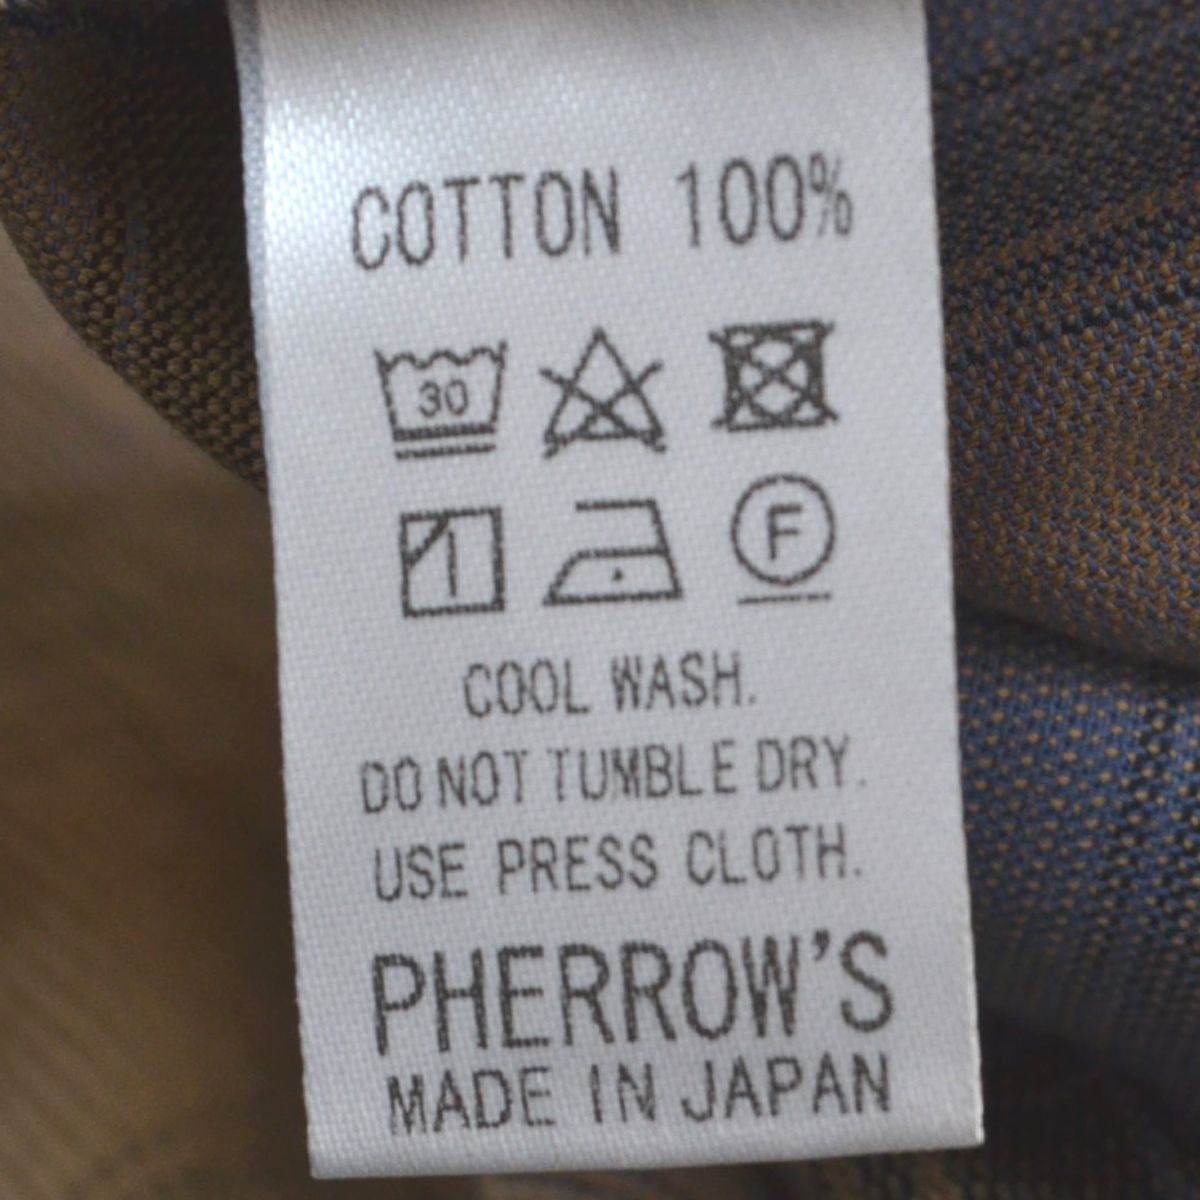 COTTON 100%
30
F
COOL WASH.
DO NOT TUMBLE DRY.
USE PRESS CLOTH.
PHERROW'S
MADE IN JAPAN